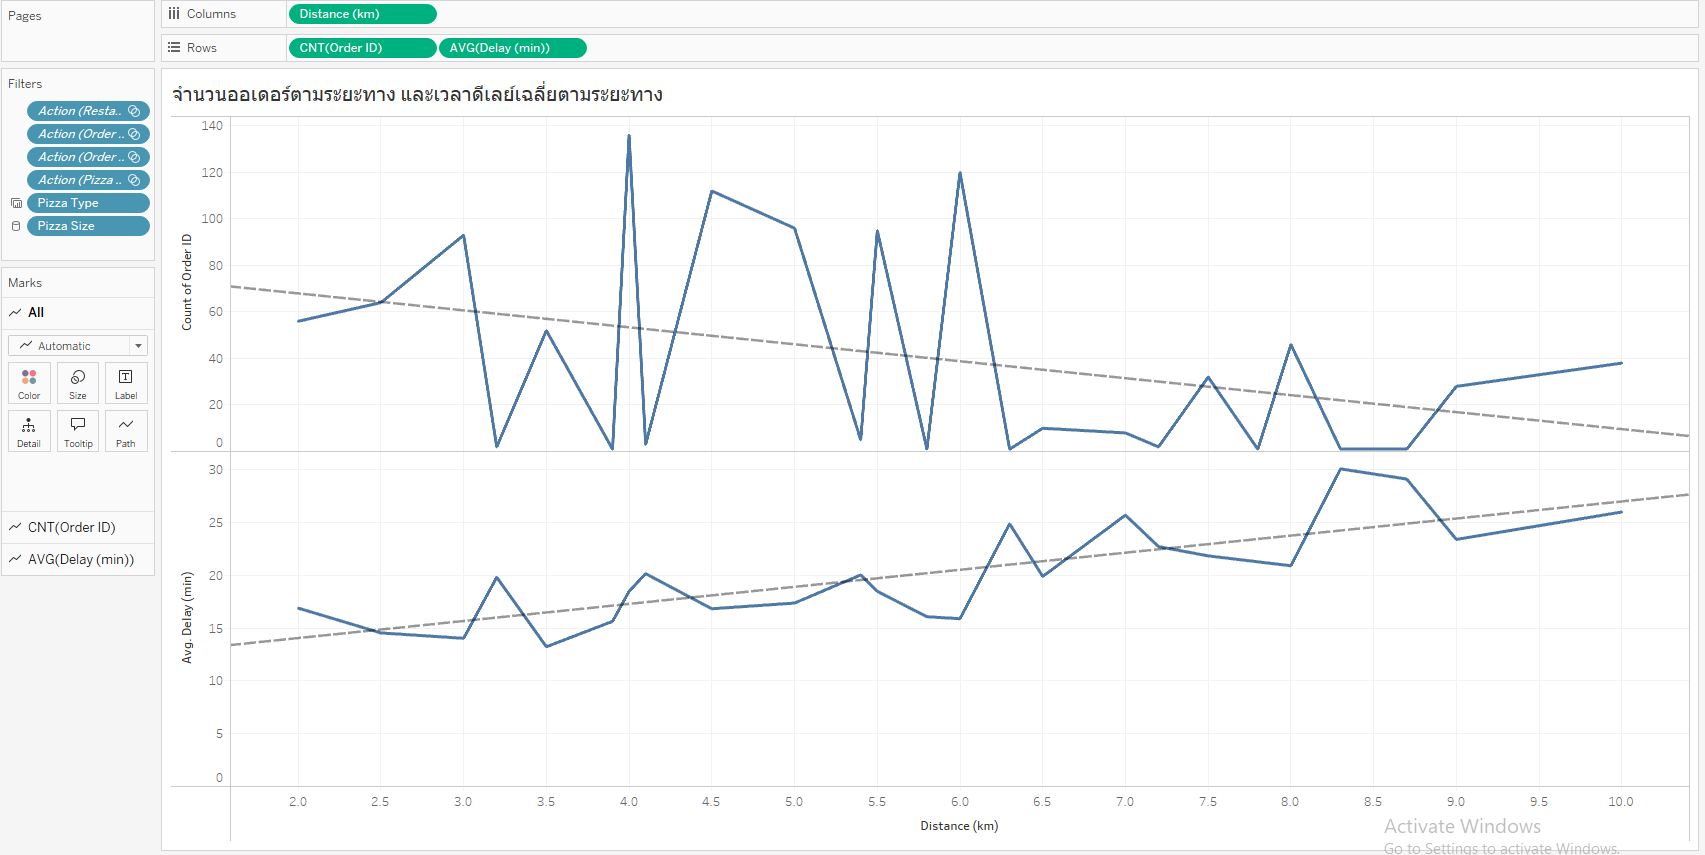 Pages
Columns
Distance (km)
Rows
CNT(Order ID)
AVG(Delay (min))
Filters
Action (Resta..
Action (Order ..
Action (Order ..
Action (Pizza ..
Pizza Type
Pizza Size
Marks
All
Automatic
Color
Size
Label
Detail
Tooltip
Path
CNT(Order ID)
AVG(Delay (min))
จำนวนออเดอร์ตามระยะทาง และเวลาดีเลย์เฉลี่ยตามระยะทาง
Count of Order ID
140
120
100
80
60
40
20
0
Avg. Delay (min)
30
25
20
15
10
5
0
2.0 2.5 3.0 3.5 4.0 4.5 5.0 5.5 6.0 6.5 7.0 7.5 8.0 8.5 9.0 9.5 10.0
Distance (km)
Activate Windows
Go to Settings to activate Windows.